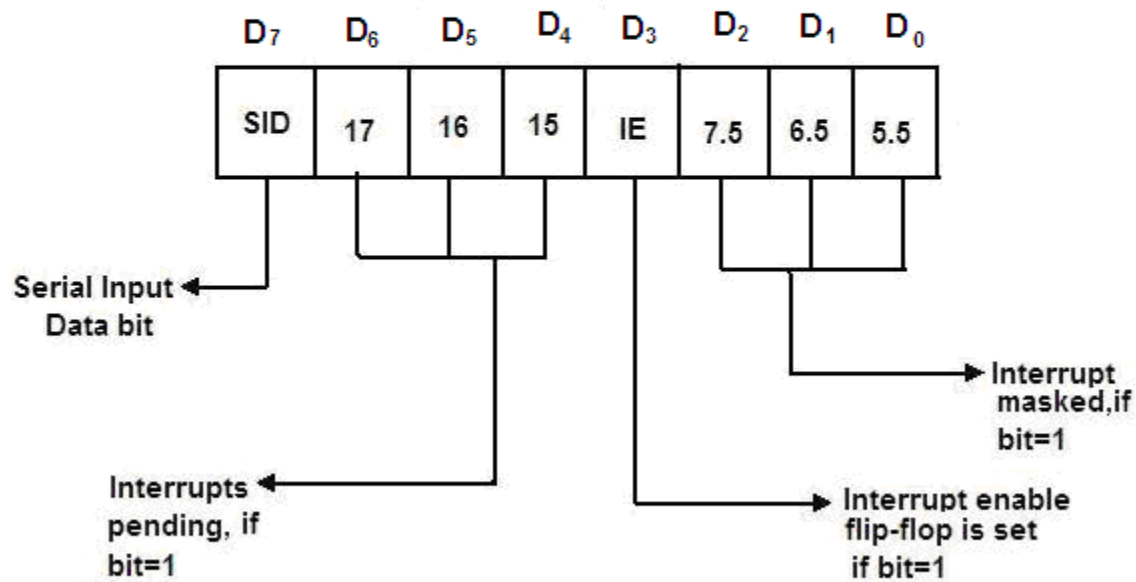 D7 D6 D5 D4 D3 D2 D1 D0
SID 17 16 15 IE 7.5 6.5 5.5
Serial Input
Data bit
Interrupt
masked,if
bit=1
Interrupts
pending, if
bit=1
Interrupt enable
flip-flop is set
if bit=1